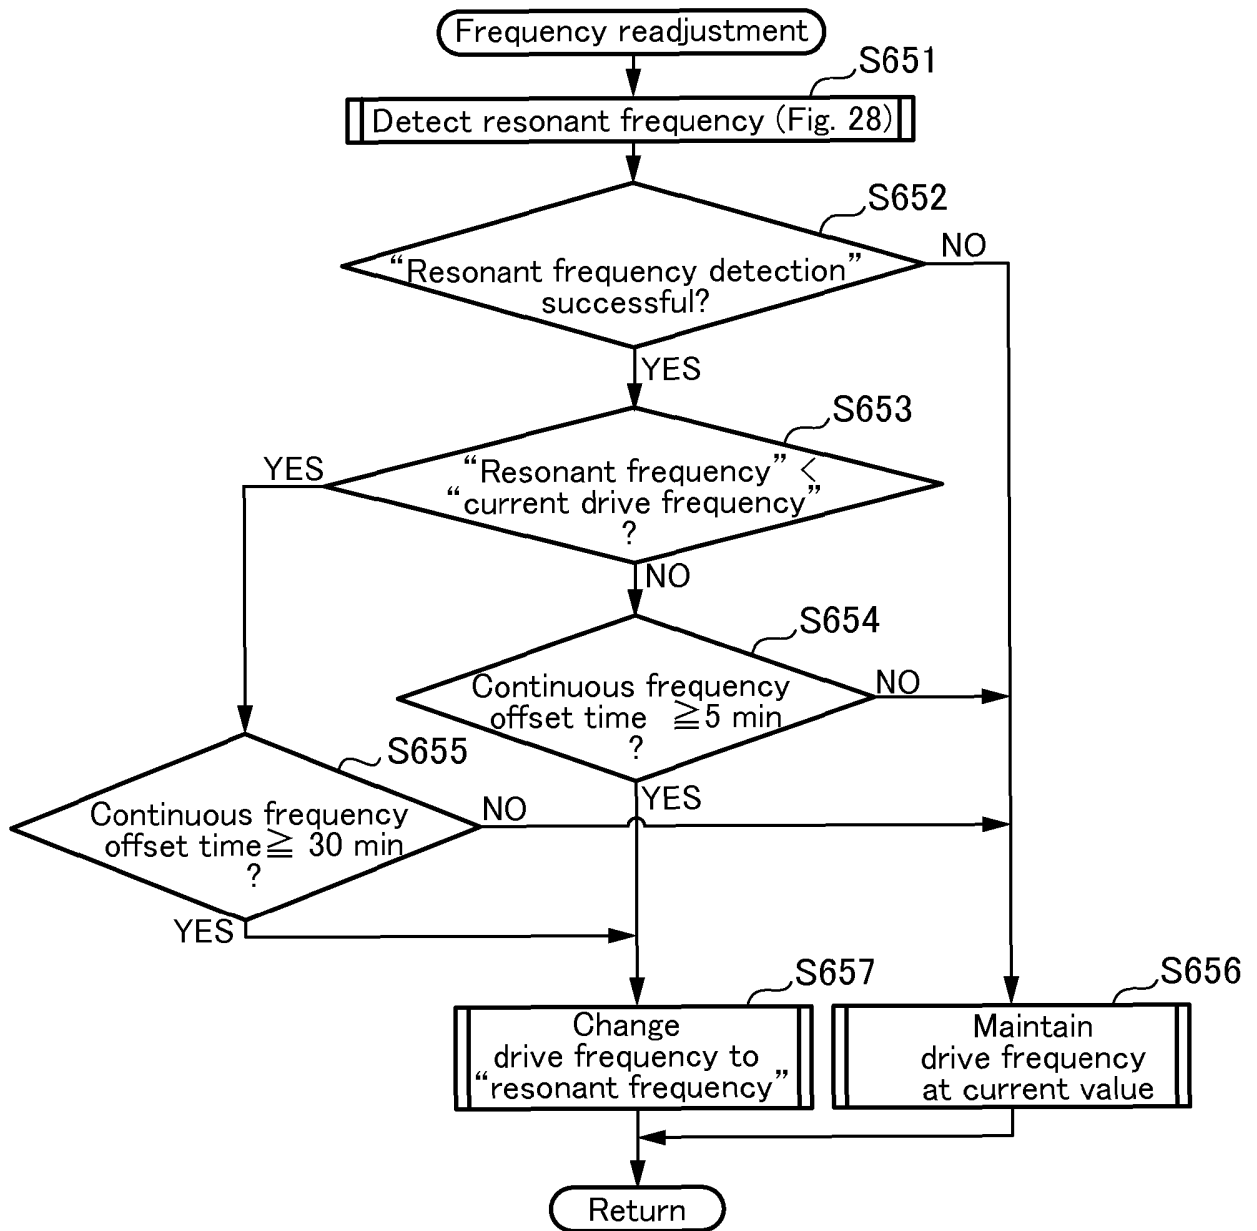 Frequency readjustment
S651
Detect resonant frequency (Fig. 28)
S652
“Resonant frequency detection”
successful?
NO
YES
S653
“Resonant frequency” <
“current drive frequency”
?
YES
NO
S654
Continuous frequency
offset time ≧5 min
?
NO
YES
S655
Continuous frequency
offset time≧ 30 min
?
NO
YES
S657
Change
drive frequency to
“resonant frequency”
S656
Maintain
drive frequency
at current value
Return